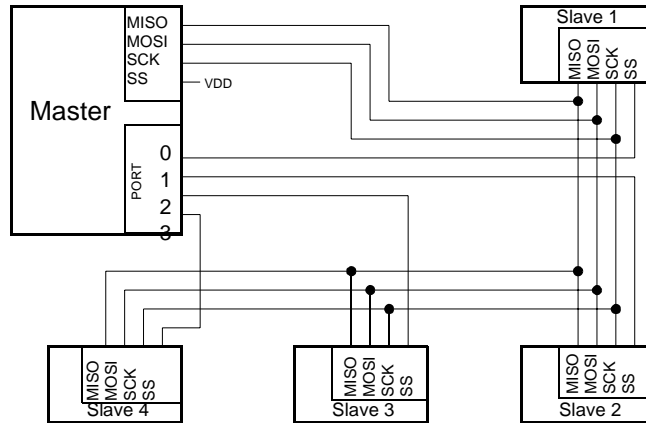 MISO
MOSI
SCK
SS
VDD
Master
PORT
0
1
2
3
Slave 1
MISO
MOSI
SCK
SS
MISO
MOSI
SCK
SS
Slave 4
MISO
MOSI
SCK
SS
Slave 3
MISO
MOSI
SCK
SS
Slave 2